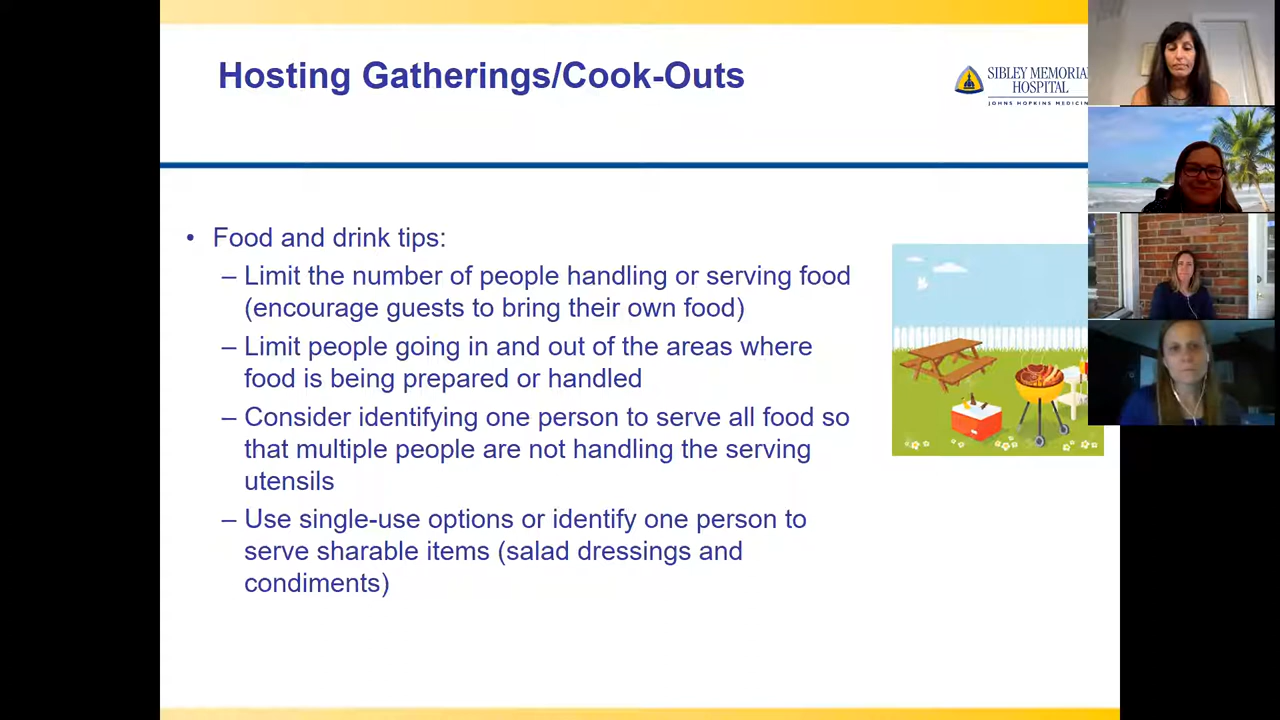 Hosting Gatherings/Cook-Outs
SIBLEY MEMORIA
HOSPITAL
JOHNS HOPKINS MEDICIN
• Food and drink tips:
– Limit the number of people handling or serving food
(encourage guests to bring their own food)
– Limit people going in and out of the areas where
food is being prepared or handled
– Consider identifying one person to serve all food so
that multiple people are not handling the serving
utensils
– Use single-use options or identify one person to
serve sharable items (salad dressings and
condiments)